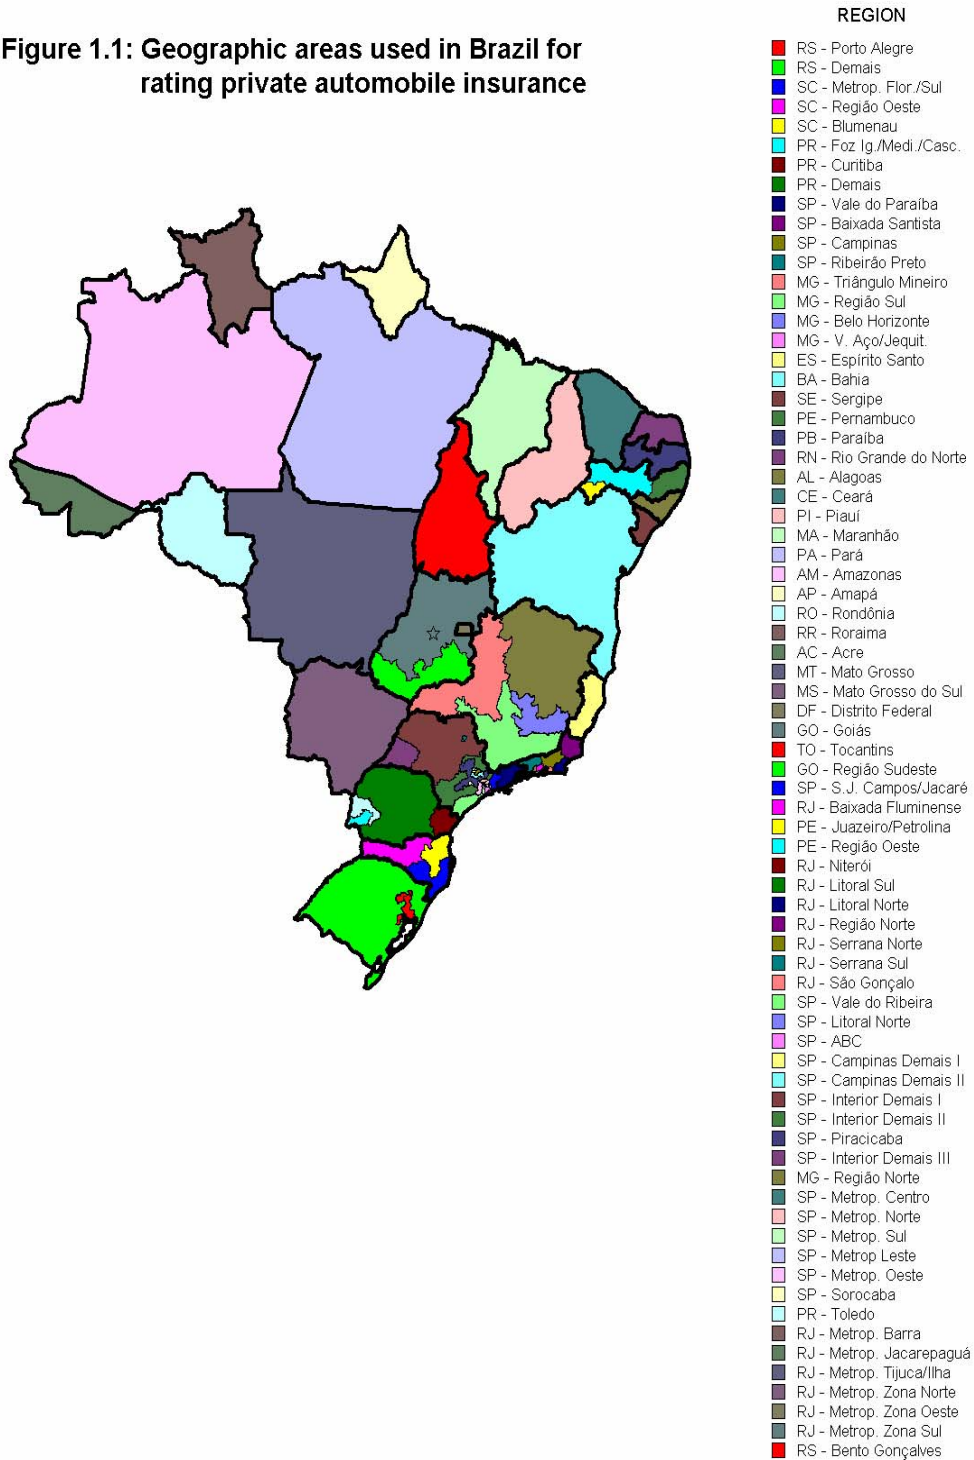 REGION
Figure 1.1: Geographic areas used in Brazil for
rating private automobile insurance
RS - Porto Alegre
RS - Demais
SC - Metrop. Flor./Sul
SC - Região Oeste
SC - Blumenau
PR - Foz Ig./Medi./Casc.
PR - Curitiba
PR - Demais
SP - Vale do Paraíba
SP - Baixada Santista
SP - Campinas
SP - Ribeirão Preto
MG - Triângulo Mineiro
MG - Região Sul
MG - Belo Horizonte
MG - V. Aço/Jequit.
ES - Espírito Santo
BA - Bahia
SE - Sergipe
PE - Pernambuco
PB - Paraíba
RN - Rio Grande do Norte
AL - Alagoas
CE - Ceará
PI - Piauí
MA - Maranhão
PA - Pará
AM - Amazonas
AP - Amapá
RO - Rondônia
RR - Roraima
AC - Acre
MT - Mato Grosso
MS - Mato Grosso do Sul
DF - Distrito Federal
GO - Goiás
TO - Tocantins
GO - Região Sudeste
SP - S.J. Campos/Jacaré
RJ - Baixada Fluminense
PE - Juazeiro/Petrolina
PE - Região Oeste
RJ - Niterói
RJ - Litoral Sul
RJ - Litoral Norte
RJ - Região Norte
RJ - Serrana Norte
RJ - Serrana Sul
RJ - São Gonçalo
SP - Vale do Ribeira
SP - Litoral Norte
SP - ABC
SP - Campinas Demais I
SP - Campinas Demais II
SP - Interior Demais I
SP - Interior Demais II
SP - Piracicaba
SP - Interior Demais III
MG - Região Norte
SP - Metrop. Centro
SP - Metrop. Norte
SP - Metrop. Sul
SP - Metrop Leste
SP - Metrop. Oeste
SP - Sorocaba
PR - Toledo
RJ - Metrop. Barra
RJ - Metrop. Jacarepaguá
RJ - Metrop. Tijuca/Ilha
RJ - Metrop. Zona Norte
RJ - Metrop. Zona Oeste
RJ - Metrop. Zona Sul
RS - Bento Gonçalves